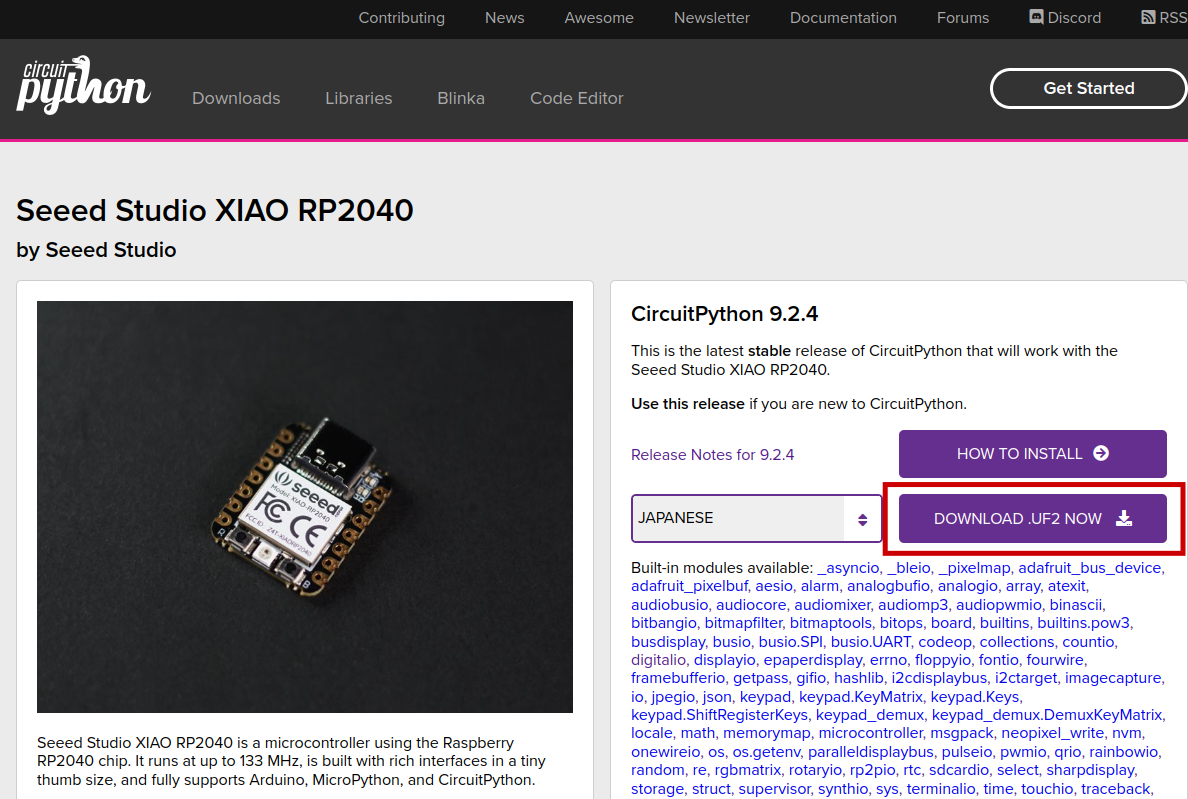 Contributing News Awesome Newsletter Documentation Forums Discord RSS
circuit
python
Downloads Libraries Blinka Code Editor
Get Started
Seeed Studio XIAO RP2040
by Seeed Studio
seeed
Model: XIAO-RP2040
FCC CE
FCC ID: Z4T-XIAORP2040
R
B
Seeed Studio XIAO RP2040 is a microcontroller using the Raspberry
RP2040 chip. It runs at up to 133 MHz, is built with rich interfaces in a tiny
thumb size, and fully supports Arduino, MicroPython, and CircuitPython.
CircuitPython 9.2.4
This is the latest stable release of CircuitPython that will work with the
Seeed Studio XIAO RP2040.
Use this release if you are new to CircuitPython.
Release Notes for 9.2.4
HOW TO INSTALL
JAPANESE
DOWNLOAD .UF2 NOW
Built-in modules available: _asyncio, _bleio, _pixelmap, adafruit_bus_device,
adafruit_pixelbuf, aesio, alarm, analogbufio, analogio, array, atexit,
audiobusio, audiocore, audiomixer, audiomp3, audiopwmio, binascii,
bitbangio, bitmapfilter, bitmaptools, bitops, board, builtins, builtins.pow3,
busdisplay, busio, busio.SPI, busio.UART, codeop, collections, countio,
digitalio, displayio, epaperdisplay, errno, floppyio, fontio, fourwire,
framebufferio, getpass, gifio, hashlib, i2cdisplaybus, i2ctarget, imagecapture,
io, jpegio, json, keypad, keypad.KeyMatrix, keypad.Keys,
keypad.ShiftRegisterKeys, keypad_demux, keypad_demux.DemuxKeyMatrix,
locale, math, memorymap, microcontroller, msgpack, neopixel_write, nvm,
onewireio, os, os.getenv, paralleldisplaybus, pulseio, pwmio, qrio, rainbowio,
random, re, rgbmatrix, rotaryio, rp2pio, rtc, sdcardio, select, sharpdisplay,
storage, struct, supervisor, synthio, sys, terminalio, time, touchio, traceback,